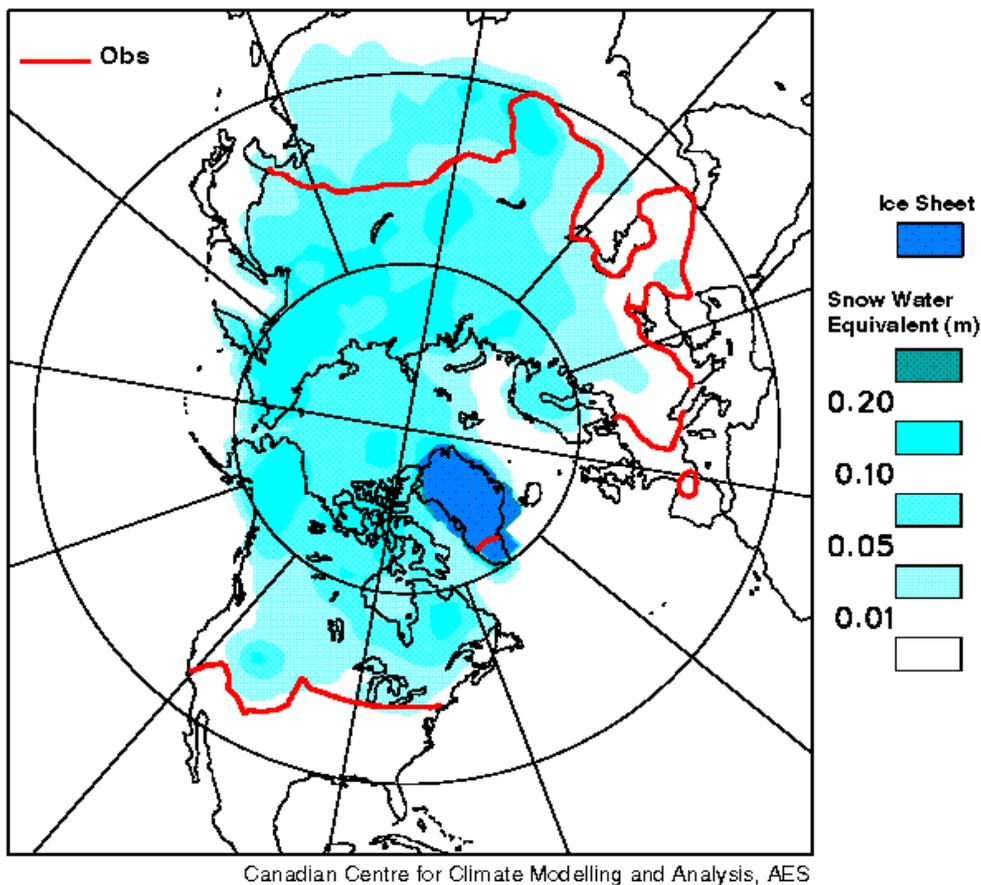 Obs
Ice Sheet
Snow Water
Equivalent (m)
0.20
0.10
0.05
0.01
Canadian Centre for Climate Modelling and Analysis, AES